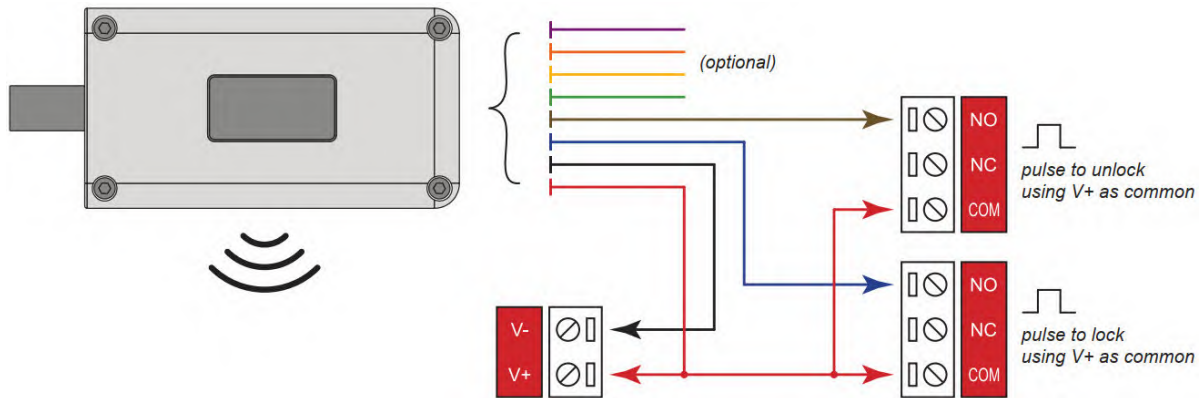 (optional)
NO
NC
COM
pulse to unlock
using V+ as common
NO
NC
COM
pulse to lock
using V+ as common
V-
V+